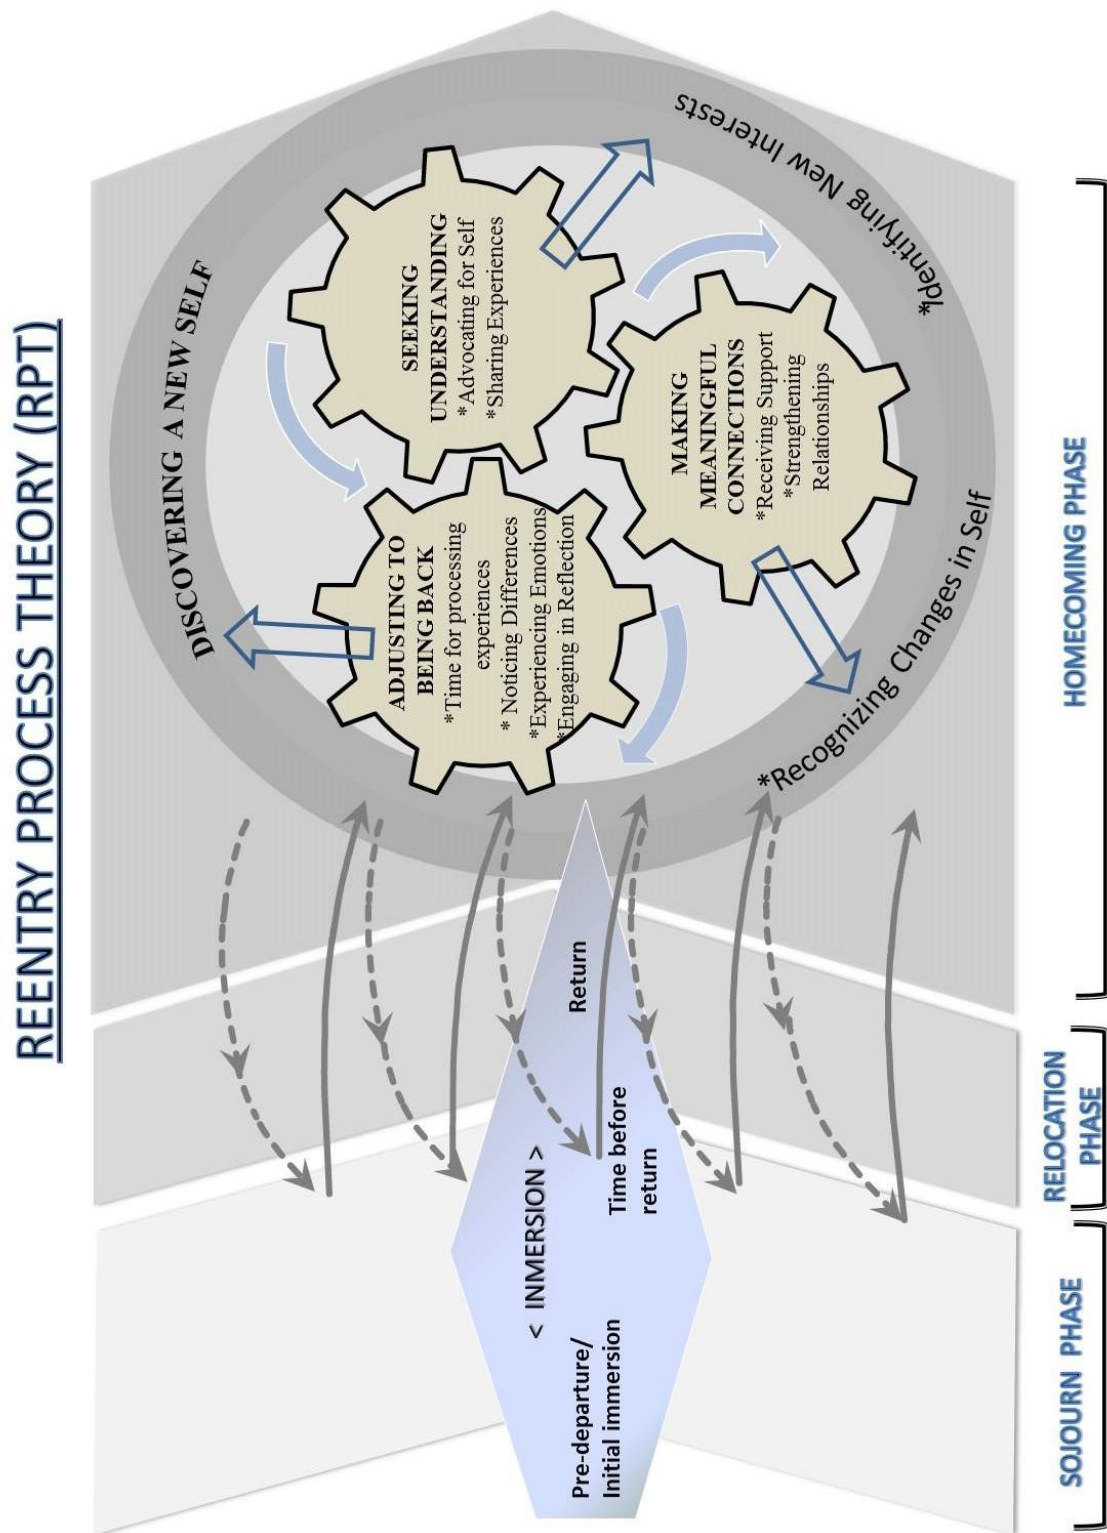 REENTRY PROCESS THEORY (RPT)
DISCOVERING A NEW SELF
SEEKING
UNDERSTANDING
*Advocating for Self
*Sharing Experiences
ADJUSTING TO
BEING BACK
*Time for processing
experiences
* Noticing Differences
*Experiencing Emotions
*Engaging in Reflection
MAKING
MEANINGFUL
CONNECTIONS
*Receiving Support
*Strengthening
Relationships
*Recognizing Changes in Self
*Identifying New Interests
< INMERSION >
Pre-departure/
Initial immersion
Time before
return
Return
SOJOURN PHASE
RELOCATION
PHASE
HOMECOMING PHASE